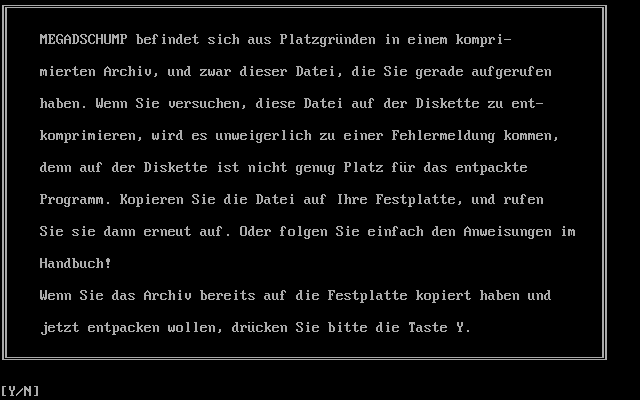 MEGADSCHUMP befindet sich aus Platzgründen in einem kompri-
mierten Archiv, und zwar dieser Datei, die Sie gerade aufgerufen
haben. Wenn Sie versuchen, diese Datei auf der Diskette zu ent-
komprimieren, wird es unweigerlich zu einer Fehlermeldung kommen,
denn auf der Diskette ist nicht genug Platz für das entpackte
Programm. Kopieren Sie die Datei auf Ihre Festplatte, und rufen
Sie sie dann erneut auf. Oder folgen Sie einfach den Anweisungen im
Handbuch!
Wenn Sie das Archiv bereits auf die Festplatte kopiert haben und
jetzt entpacken wollen, drücken Sie bitte die Taste Y.
[Y/N]